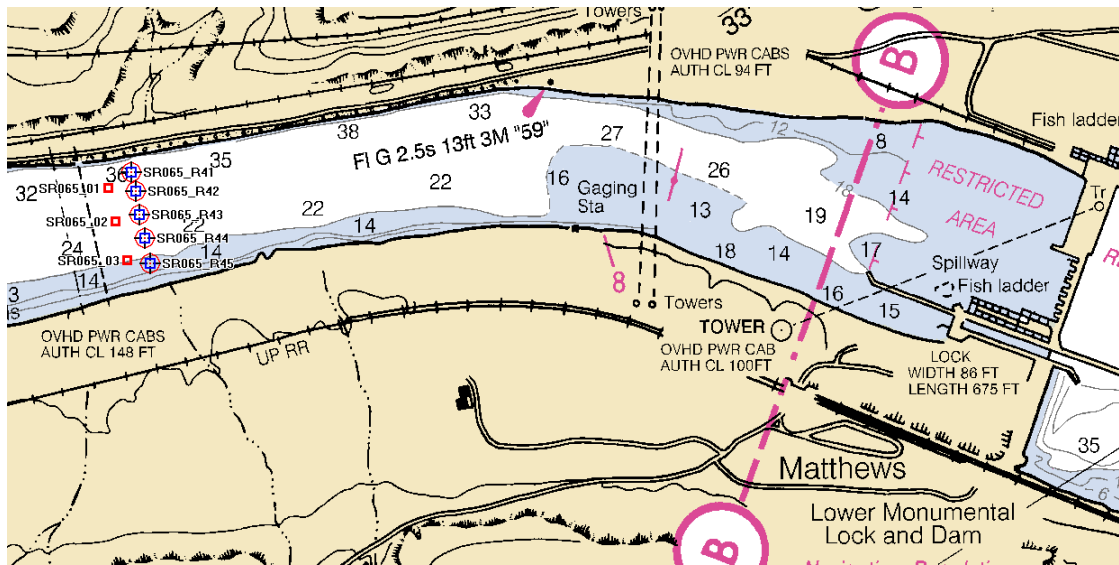 Towers
33
OVHD PWR CABS
AUTH CL 94 FT
B
Fish ladder
33
38
27
12
8
Fl G 2.5s 13ft 3M "59"
35
36
SR065_R41
SR065_01
SR065_R42
32
22
16
Gaging
Sta
26
18
14
RESTRICTED
AREA
Tr
SR065_R43
SR065_02
22
22
14
13
19
SR065_R44
24
14
SR065_03
SR065_R45
14
18
14
17
Spillway
Fish ladder
8
16
15
3
Towers
TOWER
OVHD PWR CABS
AUTH CL 148 FT
UP RR
OVHD PWR CAB
AUTH CL 100FT
LOCK
WIDTH 86 FT
LENGTH 675 FT
35
Matthews
6
Lower Monumental
Lock and Dam
B